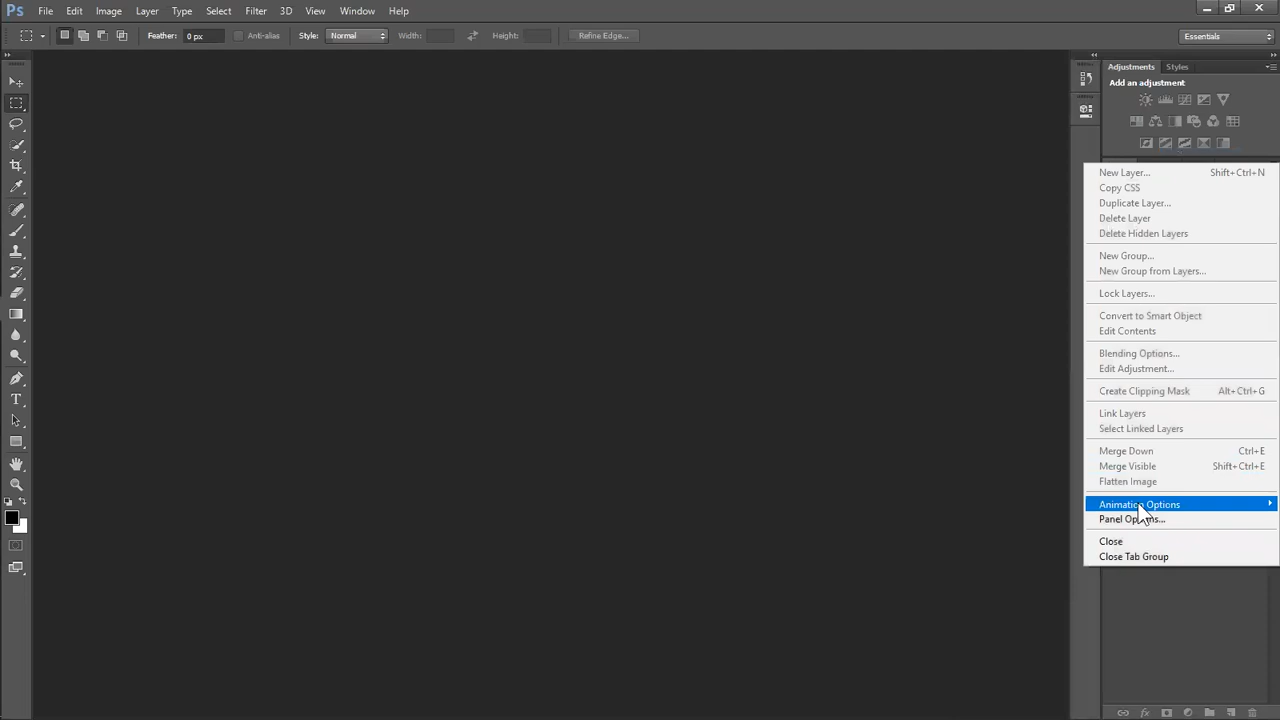 Ps File Edit Image Layer Type Select Filter 3D View Window Help
Feather: 0 px Anti-alias Style: Normal Width: Height: Refine Edge... Essentials
Adjustments Styles
Add an adjustment
New Layer... Shift+Ctrl+N
Copy CSS
Duplicate Layer...
Delete Layer
Delete Hidden Layers
New Group...
New Group from Layers...
Lock Layers...
Convert to Smart Object
Edit Contents
Blending Options...
Edit Adjustment...
Create Clipping Mask Alt+Ctrl+G
Link Layers
Select Linked Layers
Merge Down Ctrl+E
Merge Visible Shift+Ctrl+E
Flatten Image
Animation Options
Panel Options...
Close
Close Tab Group